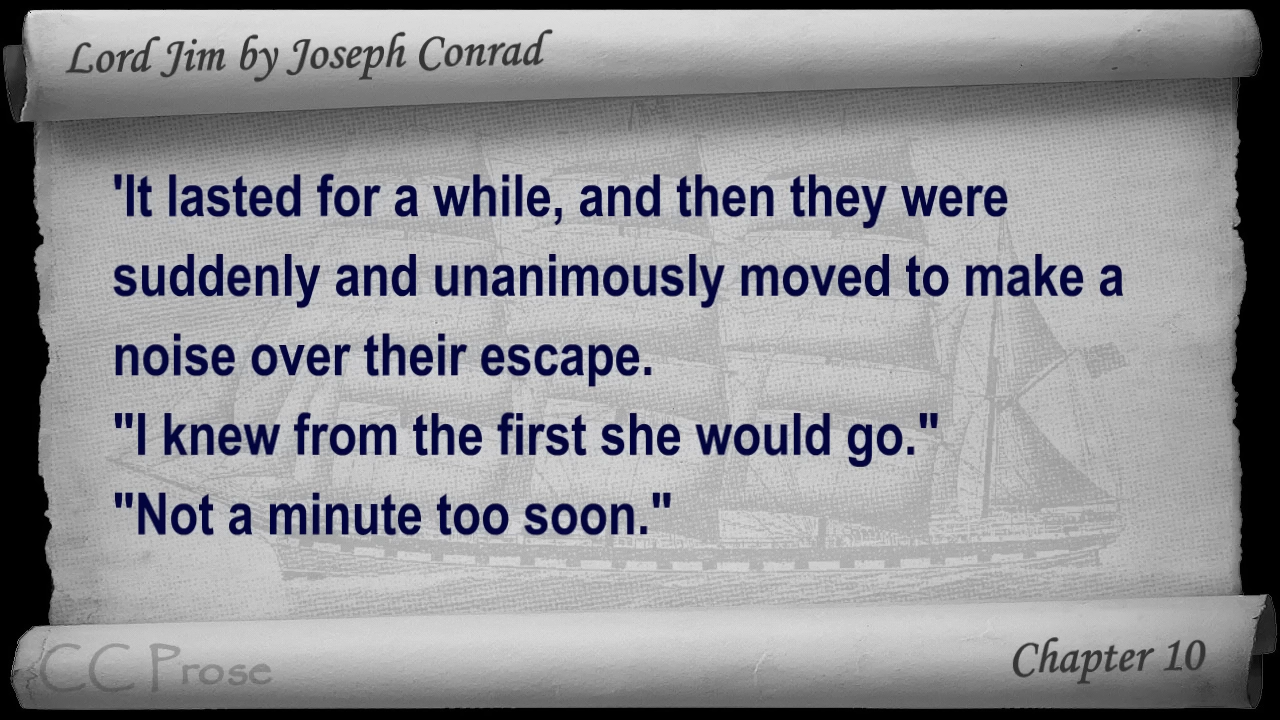 Lord Jim by Joseph Conrad
'It lasted for a while, and then they were
suddenly and unanimously moved to make a
noise over their escape.
"I knew from the first she would go."
"Not a minute too soon."
CC Prose
Chapter 10